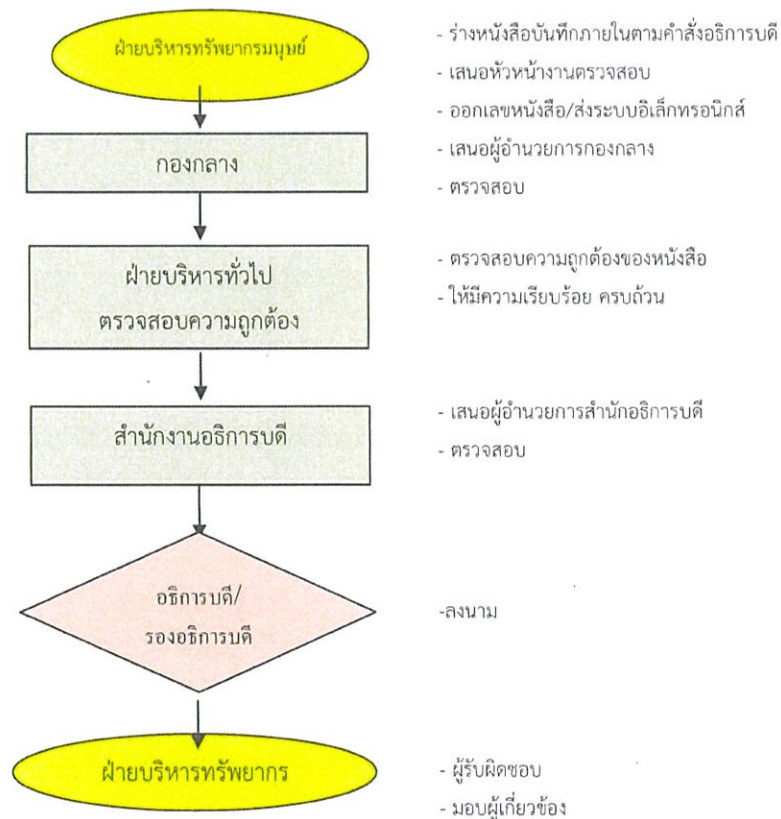 ฝ่ายบริหารทรัพยากรมนุษย์
- ร่างหนังสือบันทึกภายในตามคำสั่งอธิการบดี
- เสนอหัวหน้างานตรวจสอบ
- ออกเลขหนังสือ/ส่งระบบอิเล็กทรอนิกส์
กองกลาง
- เสนอผู้อำนวยการกองกลาง
- ตรวจสอบ
ฝ่ายบริหารทั่วไป
ตรวจสอบความถูกต้อง
- ตรวจสอบความถูกต้องของหนังสือ
- ให้มีความเรียบร้อย ครบถ้วน
สำนักงานอธิการบดี
- เสนอผู้อำนวยการสำนักอธิการบดี
- ตรวจสอบ
อธิการบดี/
รองอธิการบดี
-ลงนาม
ฝ่ายบริหารทรัพยากร
- ผู้รับผิดชอบ
- มอบผู้เกี่ยวข้อง